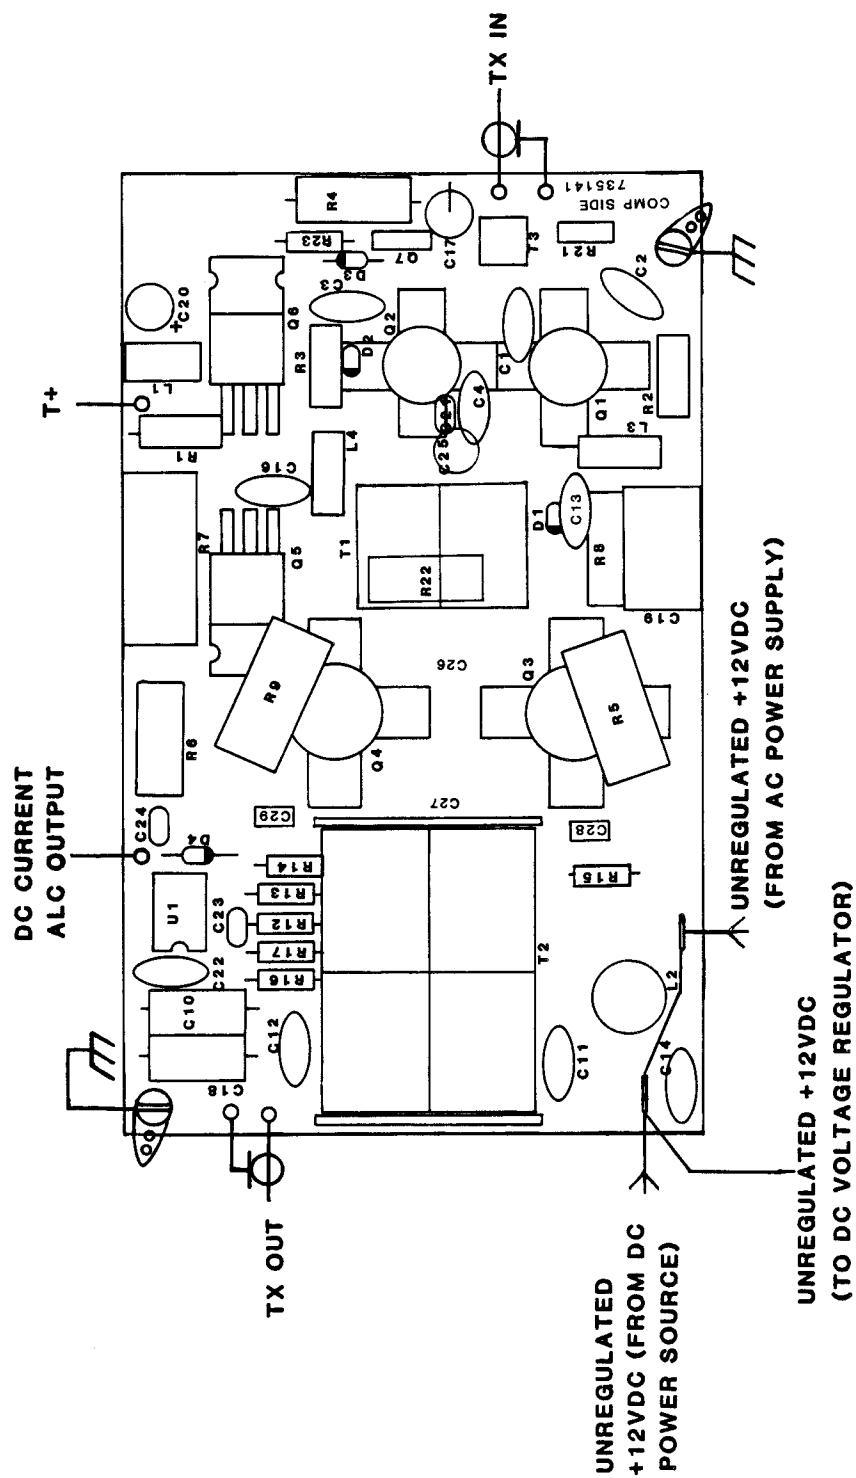 TX IN
735141
COMP SIDE
R4
R23
Q7
C17
T3
R21
D3
C3
C2
C20
+
Q6
Q2
L1
R3
D2
C1
C4
Q1
R2
T+
R1
L4
C25
L3
C16
R7
Q5
T1
R22
D1
C13
R8
C19
UNREGULATED +12VDC
(FROM AC POWER SUPPLY)
R9
C26
Q3
R5
R6
Q4
DC CURRENT
ALC OUTPUT
C24
D4
C29
C27
C28
R14
R13
R12
R17
R16
R15
U1
C23
C22
T2
L2
C10
C12
C11
C14
C18
TX OUT
UNREGULATED
+12VDC (FROM DC
POWER SOURCE)
UNREGULATED +12VDC
(TO DC VOLTAGE REGULATOR)